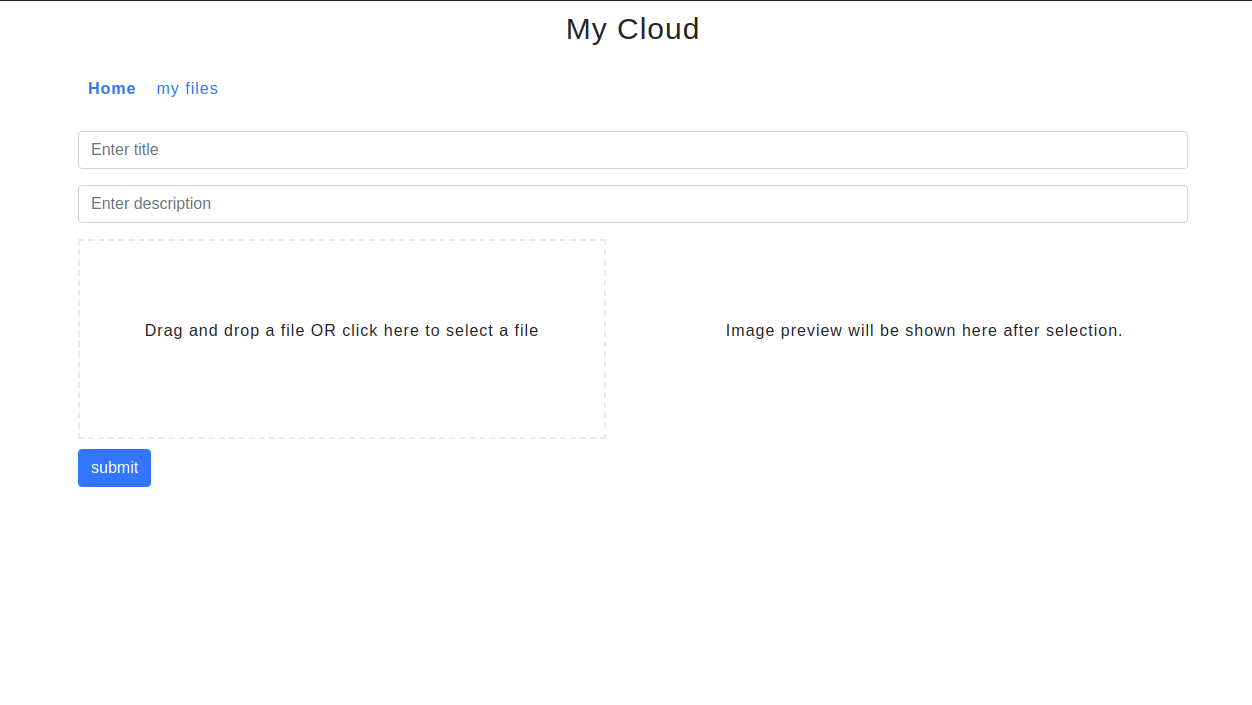 My Cloud
Home my files
Enter title
Enter description
Drag and drop a file OR click here to select a file
Image preview will be shown here after selection.
submit